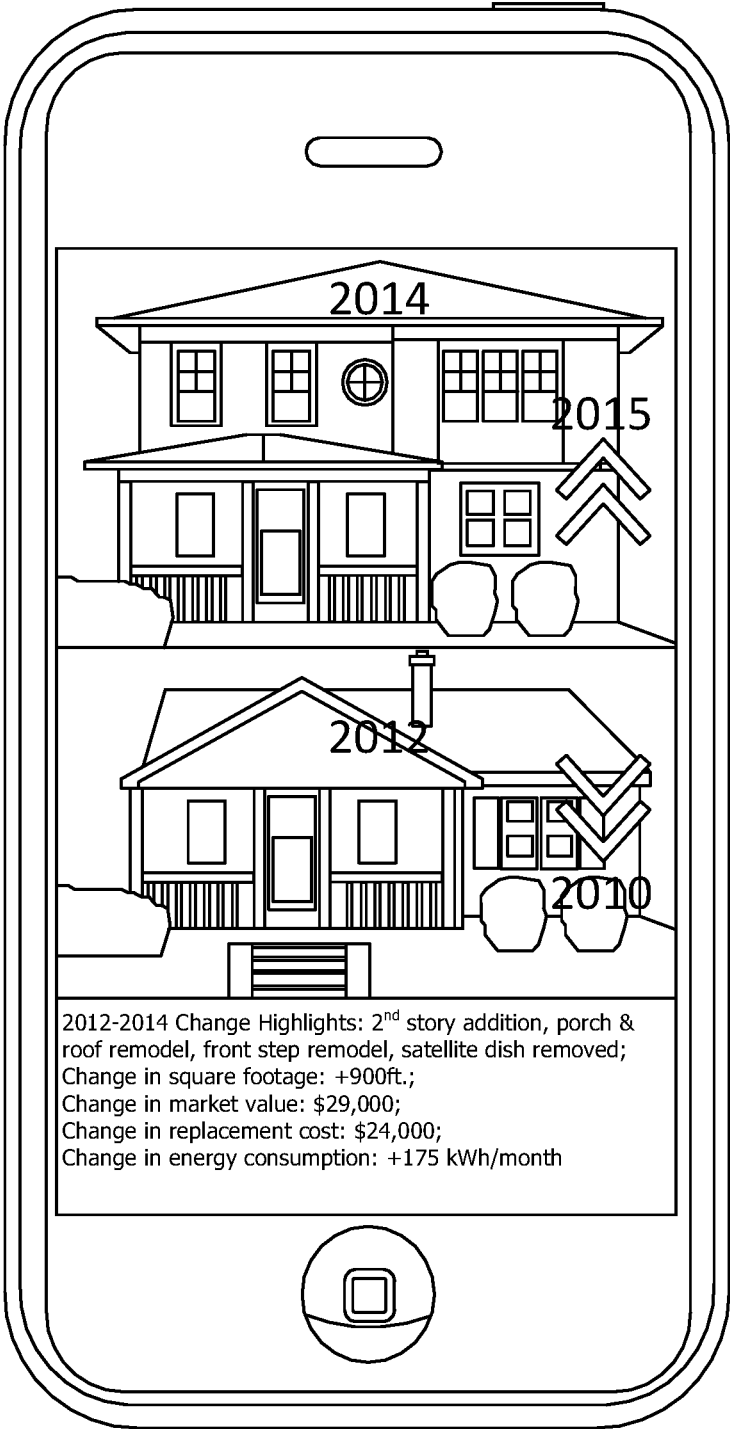 2014
2015
2012
2010
2012-2014 Change Highlights: 2nd story addition, porch &
roof remodel, front step remodel, satellite dish removed;
Change in square footage: +900ft.;
Change in market value: $29,000;
Change in replacement cost: $24,000;
Change in energy consumption: +175 kWh/month